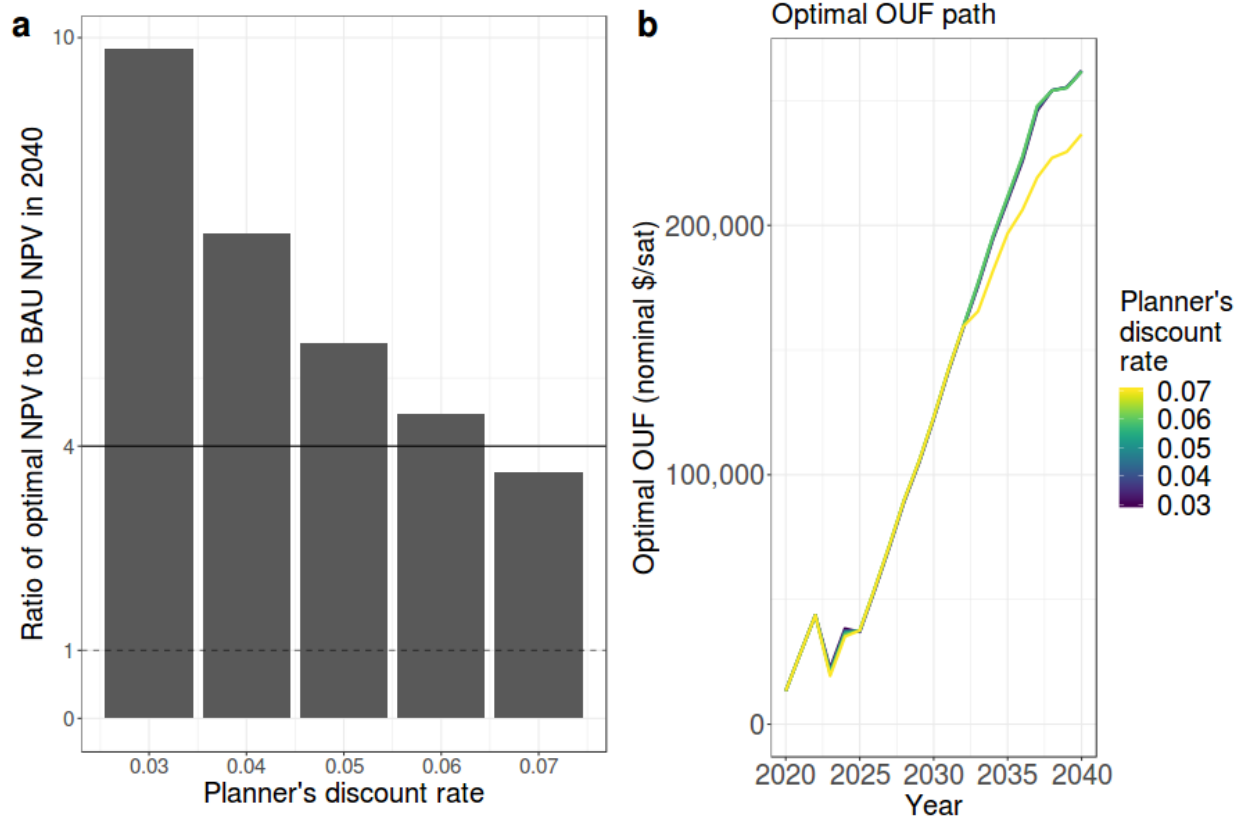 a
Ratio of optimal NPV to BAU NPV in 2040
10
4
1
0
0.03 0.04 0.05 0.06 0.07
Planner's discount rate
b
Optimal OUF path
Optimal OUF (nominal $/sat)
200,000
100,000
0
2020 2025 2030 2035 2040
Year
Planner's
discount
rate
0.07
0.06
0.05
0.04
0.03